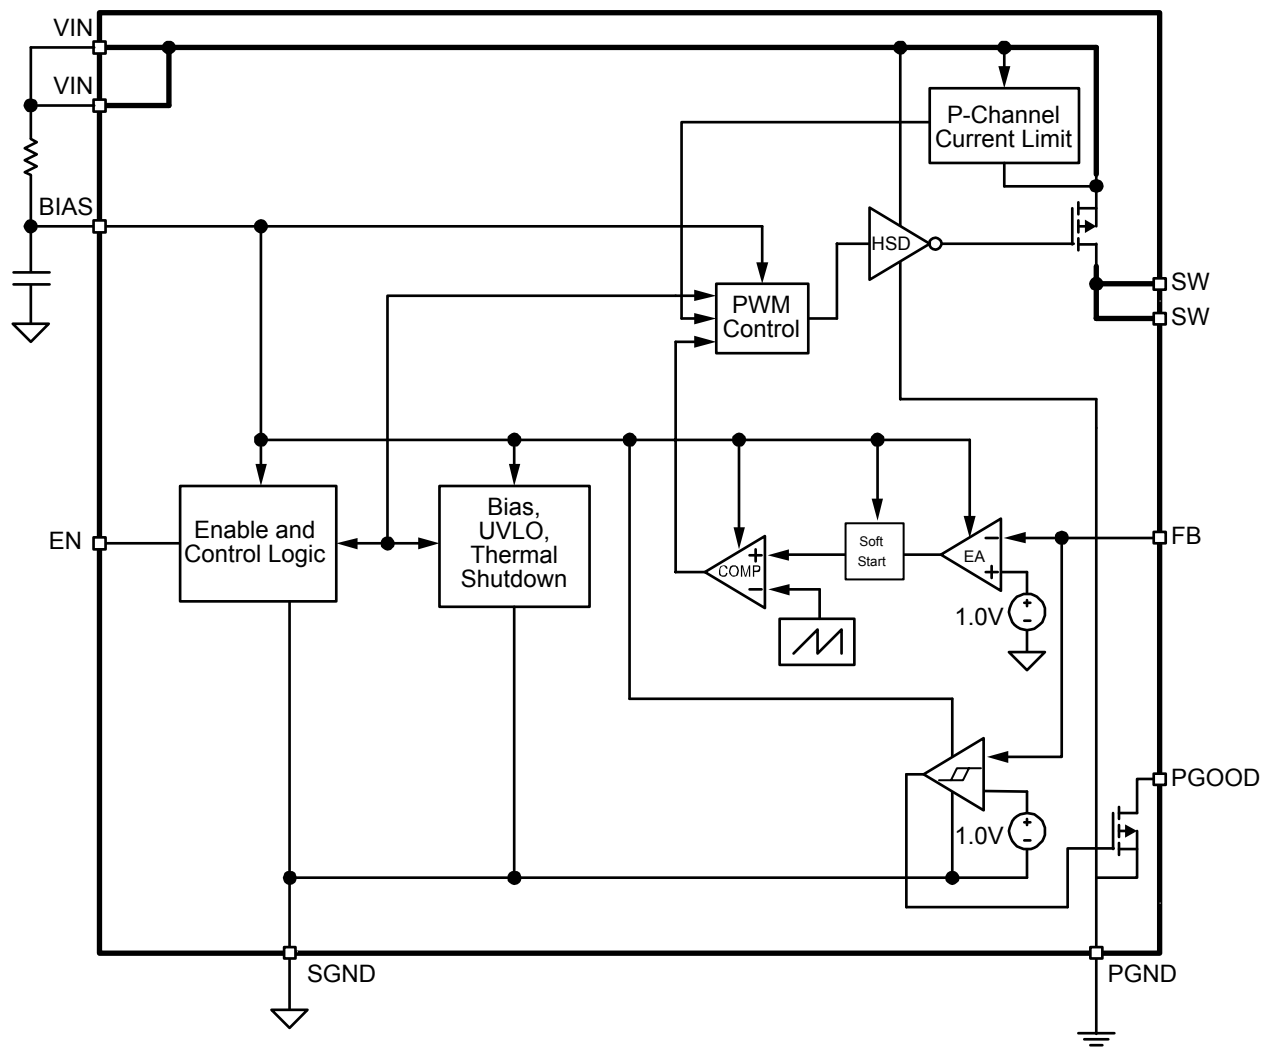 VIN
VIN
P-Channel
Current Limit
BIAS
HSD
SW
PWM
Control
SW
Bias,
UVLO,
Thermal
Shutdown
Enable and
Control Logic
EN
FB
Soft
Start
EA
COMP
1.0V
PGOOD
1.0V
SGND
PGND